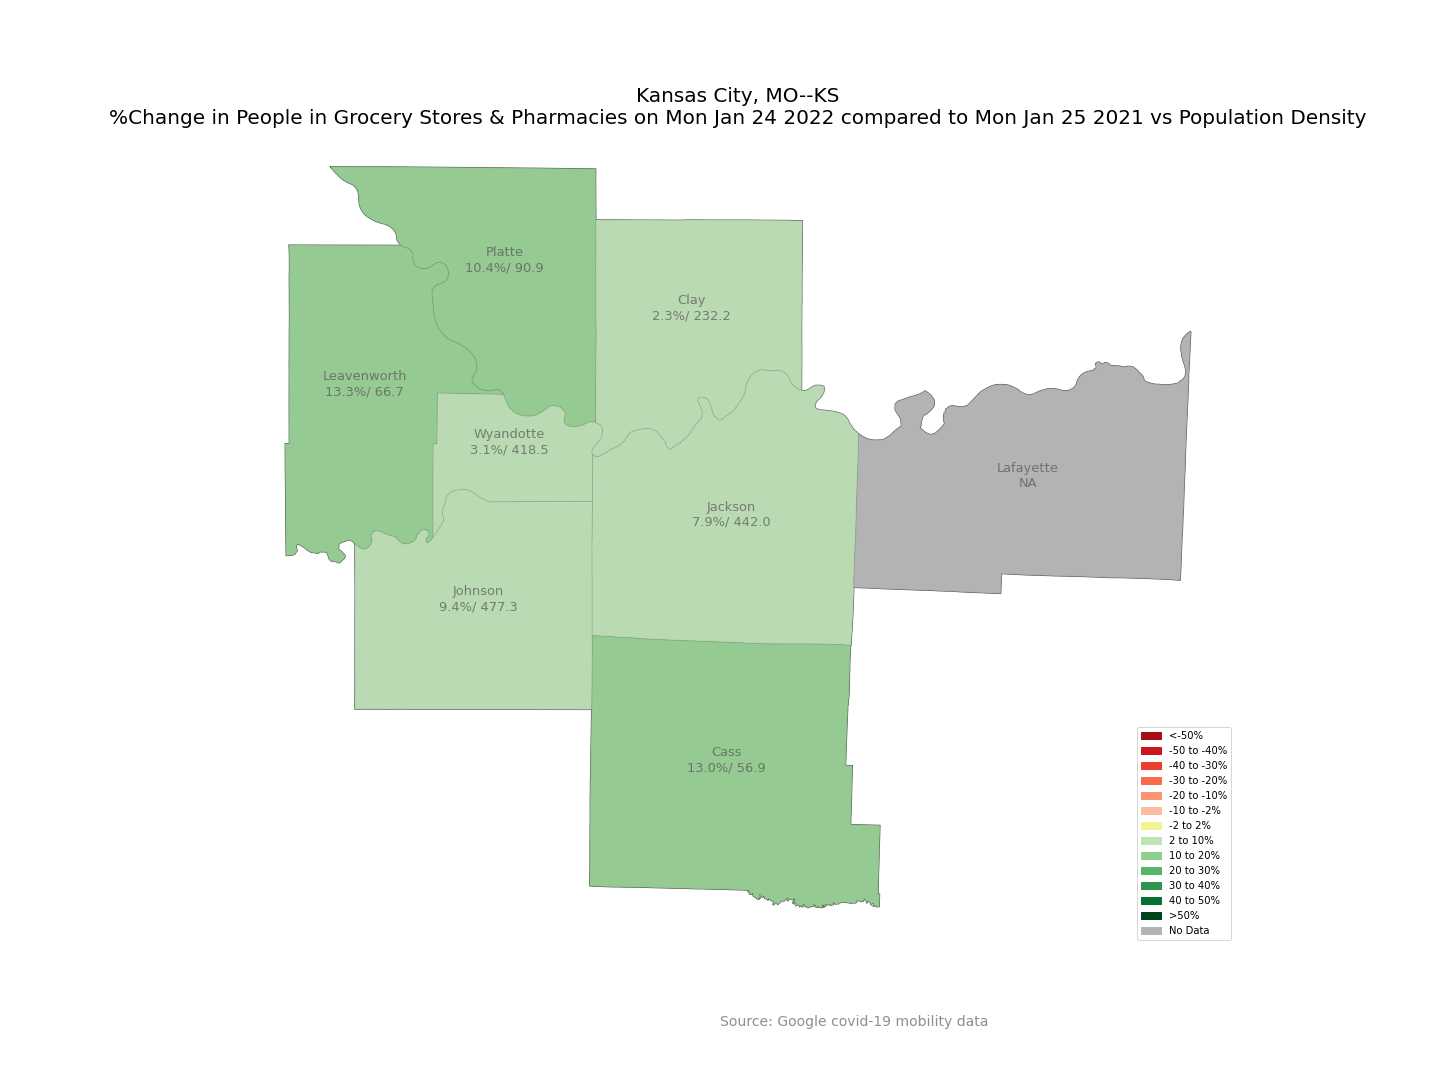 Kansas City, MO--KS
%Change in People in Grocery Stores & Pharmacies on Mon Jan 24 2022 compared to Mon Jan 25 2021 vs Population Density
Platte
10.4%/ 90.9
Clay
2.3%/ 232.2
Leavenworth
13.3%/ 66.7
Wyandotte
3.1%/ 418.5
Lafayette
NA
Jackson
7.9%/ 442.0
Johnson
9.4%/ 477.3
Cass
13.0%/ 56.9
<-50%
-50 to -40%
-40 to -30%
-30 to -20%
-20 to -10%
-10 to -2%
-2 to 2%
2 to 10%
10 to 20%
20 to 30%
30 to 40%
40 to 50%
>50%
No Data
Source: Google covid-19 mobility data